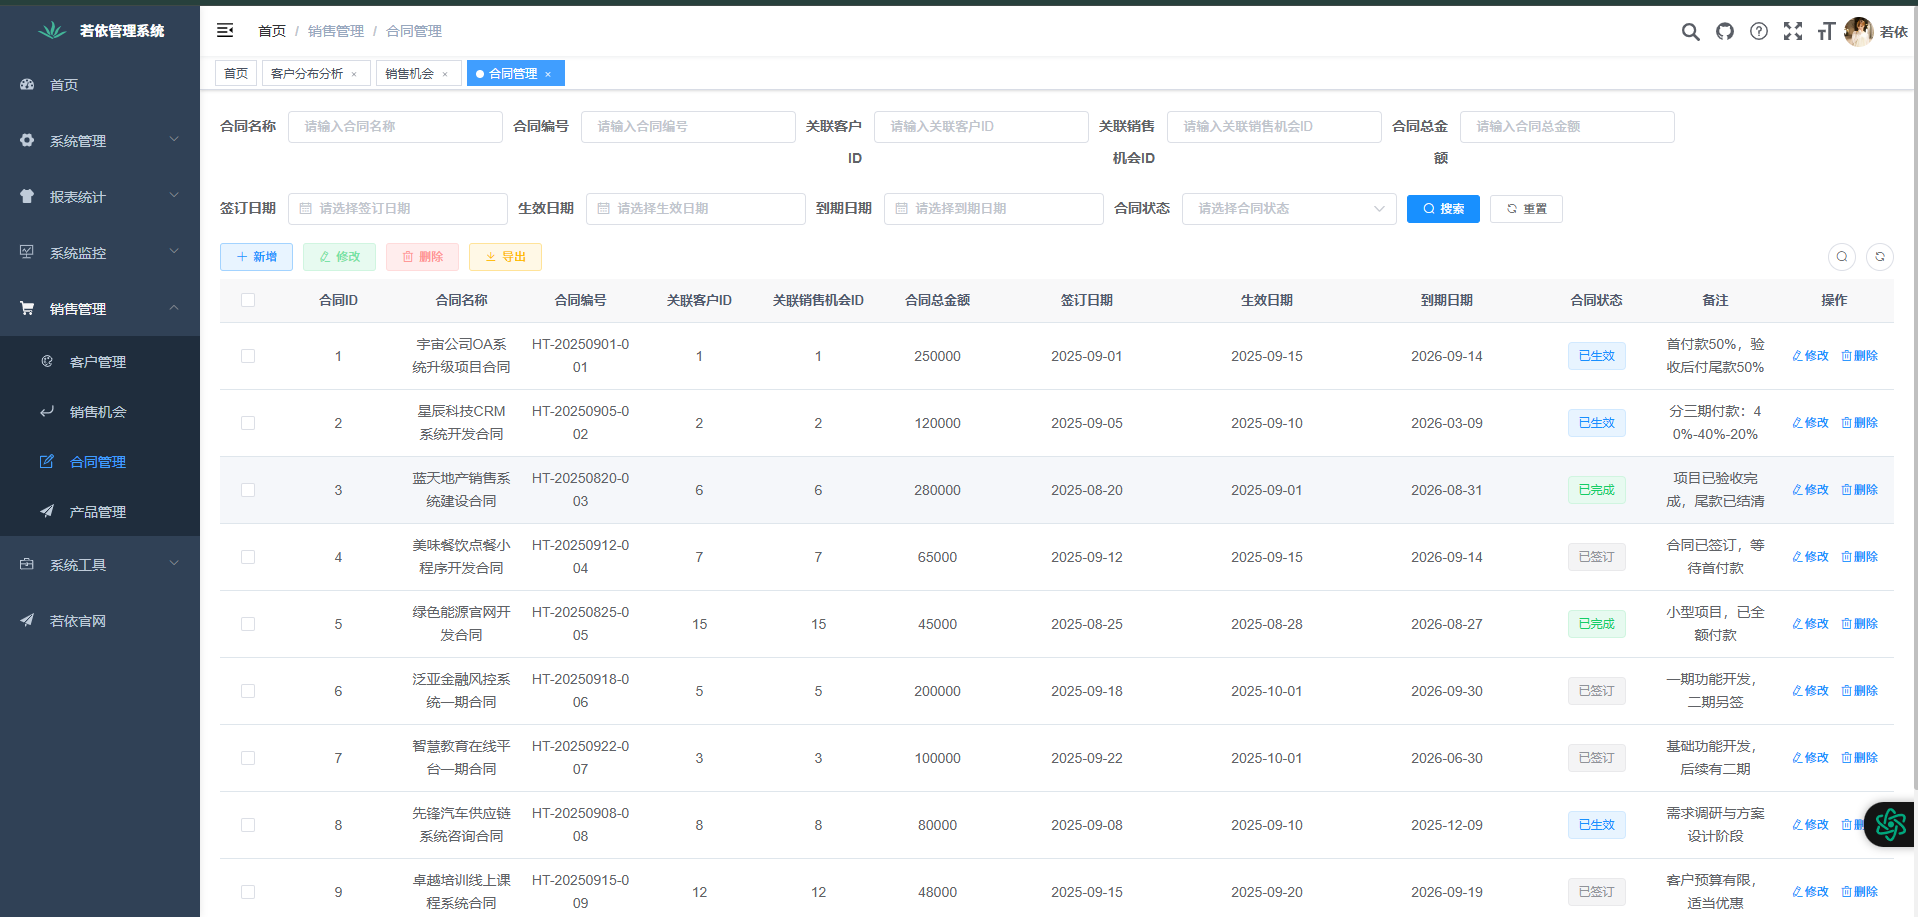 若依管理系统
首页 / 销售管理 / 合同管理
若依
首页
客户分布分析 ×
销售机会 ×
合同管理 ×
首页
系统管理
报表统计
系统监控
销售管理
客户管理
销售机会
合同管理
产品管理
系统工具
若依官网
合同名称 请输入合同名称
合同编号 请输入合同编号
关联客户
ID
请输入关联客户ID
关联销售
机会ID
请输入关联销售机会ID
合同总金
额
请输入合同总金额
签订日期 请选择签订日期
生效日期 请选择生效日期
到期日期 请选择到期日期
合同状态 请选择合同状态
搜索
重置
新增
修改
删除
导出
合同ID 合同名称 合同编号 关联客户ID 关联销售机会ID 合同总金额 签订日期 生效日期 到期日期 合同状态 备注 操作
1
宇宙公司OA系
统升级项目合同
HT-20250901-0
01
1 1 250000 2025-09-01 2025-09-15 2026-09-14 已生效
首付款50%，验
收后付尾款50%
修改 删除
2
星辰科技CRM
系统开发合同
HT-20250905-0
02
2 2 120000 2025-09-05 2025-09-10 2026-03-09 已生效
分三期付款：4
0%-40%-20%
修改 删除
3
蓝天地产销售系
统建设合同
HT-20250820-0
03
6 6 280000 2025-08-20 2025-09-01 2026-08-31 已完成
项目已验收完
成，尾款已结清
修改 删除
4
美味餐饮点餐小
程序开发合同
HT-20250912-0
04
7 7 65000 2025-09-12 2025-09-15 2026-09-14 已签订
合同已签订，等
待首付款
修改 删除
5
绿色能源官网开
发合同
HT-20250825-0
05
15 15 45000 2025-08-25 2025-08-28 2026-08-27 已完成
小型项目，已全
额付款
修改 删除
6
泛亚金融风控系
统一期合同
HT-20250918-0
06
5 5 200000 2025-09-18 2025-10-01 2026-09-30 已签订
一期功能开发，
二期另签
修改 删除
7
智慧教育在线平
台一期合同
HT-20250922-0
07
3 3 100000 2025-09-22 2025-10-01 2026-06-30 已签订
基础功能开发，
后续有二期
修改 删除
8
先锋汽车供应链
系统咨询合同
HT-20250908-0
08
8 8 80000 2025-09-08 2025-09-10 2025-12-09 已生效
需求调研与方案
设计阶段
修改
9
卓越培训线上课
程系统合同
HT-20250915-0
09
12 12 48000 2025-09-15 2025-09-20 2026-09-19 已签订
客户预算有限，
适当优惠
修改 删除